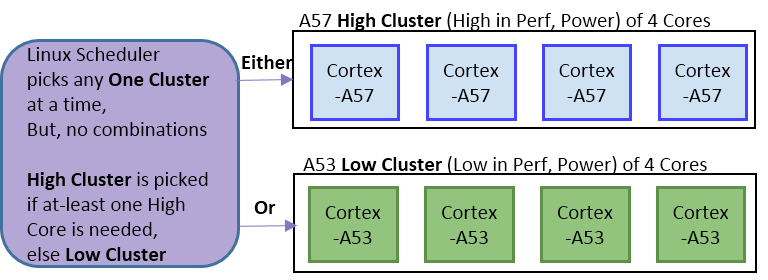 Linux Scheduler
picks any One Cluster
at a time,
But, no combinations
High Cluster is picked
if at-least one High
Core is needed,
else Low Cluster
Either
Or
A57 High Cluster (High in Perf, Power) of 4 Cores
Cortex
-A57
Cortex
-A57
Cortex
-A57
Cortex
-A57
A53 Low Cluster (Low in Perf, Power) of 4 Cores
Cortex
-A53
Cortex
-A53
Cortex
-A53
Cortex
-A53